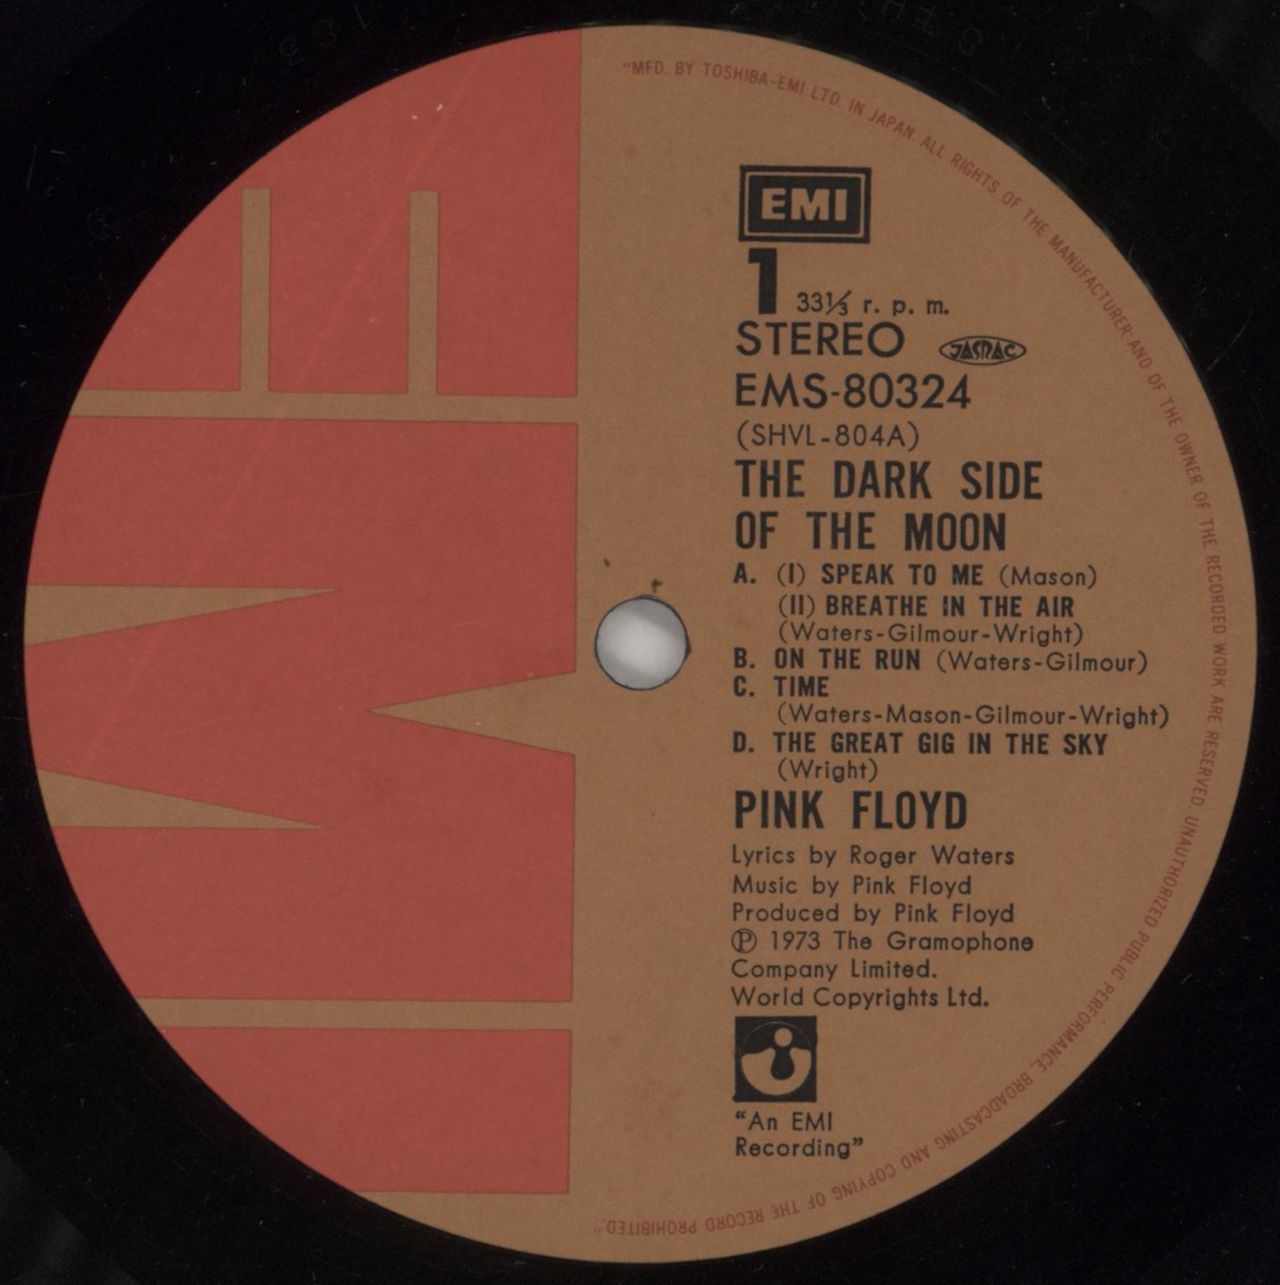 "MFD. BY TOSHIBA-EMI LTD. IN JAPAN ALL RIGHTS OF THE MANUFACTURER AND OF THE OWNER OF THE RECORDED WORK ARE RESERVED. UNAUTHORIZED PUBLIC PERFORMANCE, BROADCASTING AND COPYING OF THE RECORD PROHIBITED."
EMI
EMI
1 33⅓ r. p. m.
STEREO JASRAC
EMS-80324
(SHVL-804A)
THE DARK SIDE
OF THE MOON
A. (I) SPEAK TO ME (Mason)
(II) BREATHE IN THE AIR
(Waters-Gilmour-Wright)
B. ON THE RUN (Waters-Gilmour)
C. TIME
(Waters-Mason-Gilmour-Wright)
D. THE GREAT GIG IN THE SKY
(Wright)
PINK FLOYD
Lyrics by Roger Waters
Music by Pink Floyd
Produced by Pink Floyd
Ⓟ 1973 The Gramophone
Company Limited.
World Copyrights Ltd.
"An EMI
Recording"